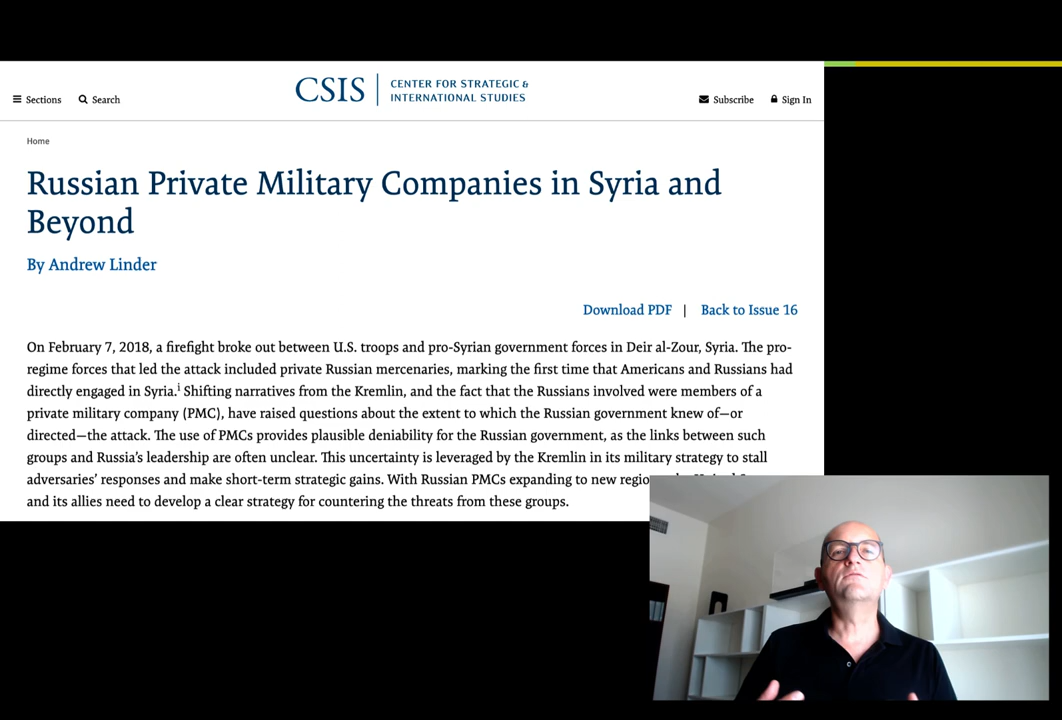 Sections
Search
CSIS
CENTER FOR STRATEGIC &
INTERNATIONAL STUDIES
Subscribe
Sign In
Home
Russian Private Military Companies in Syria and
Beyond
By Andrew Linder
Download PDF | Back to Issue 16
On February 7, 2018, a firefight broke out between U.S. troops and pro-Syrian government forces in Deir al-Zour, Syria. The pro-
regime forces that led the attack included private Russian mercenaries, marking the first time that Americans and Russians had
directly engaged in Syria.i Shifting narratives from the Kremlin, and the fact that the Russians involved were members of a
private military company (PMC), have raised questions about the extent to which the Russian government knew of—or
directed—the attack. The use of PMCs provides plausible deniability for the Russian government, as the links between such
groups and Russia's leadership are often unclear. This uncertainty is leveraged by the Kremlin in its military strategy to stall
adversaries' responses and make short-term strategic gains. With Russian PMCs expanding to new
and its allies need to develop a clear strategy for countering the threats from these groups.